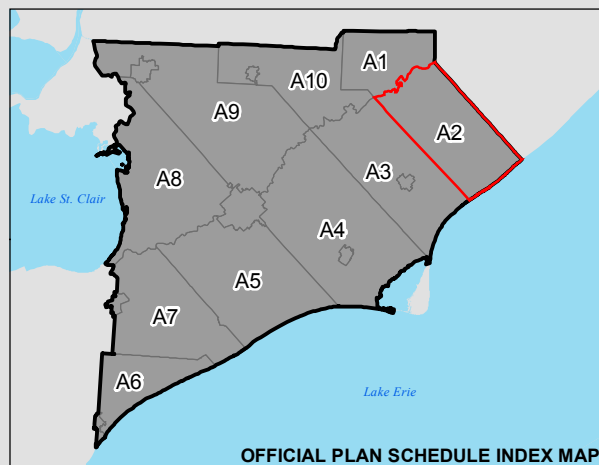 A1
A10
A2
A9
A3
A8
Lake St. Clair
A4
A5
A7
A6
Lake Erie
OFFICIAL PLAN SCHEDULE INDEX MAP